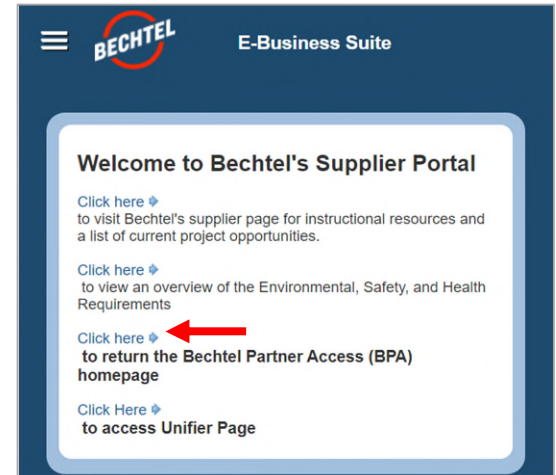 BECHTEL
E-Business Suite
Welcome to Bechtel's Supplier Portal
Click here
to visit Bechtel's supplier page for instructional resources and
a list of current project opportunities.
Click here
to view an overview of the Environmental, Safety, and Health
Requirements
Click here
to return the Bechtel Partner Access (BPA)
homepage
Click Here
to access Unifier Page